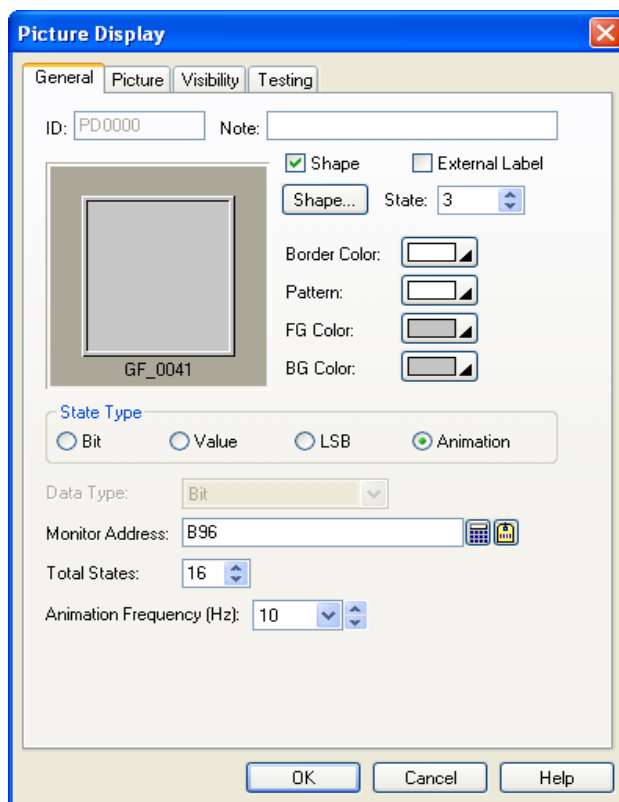 Picture Display
General Picture Visibility Testing
ID: PD0000 Note:
Shape External Label
Shape... State: 3
Border Color:
Pattern:
FG Color:
GF_0041 BG Color:
State Type
Bit Value LSB Animation
Data Type: Bit
Monitor Address: B96
Total States: 16
Animation Frequency (Hz): 10
OK Cancel Help